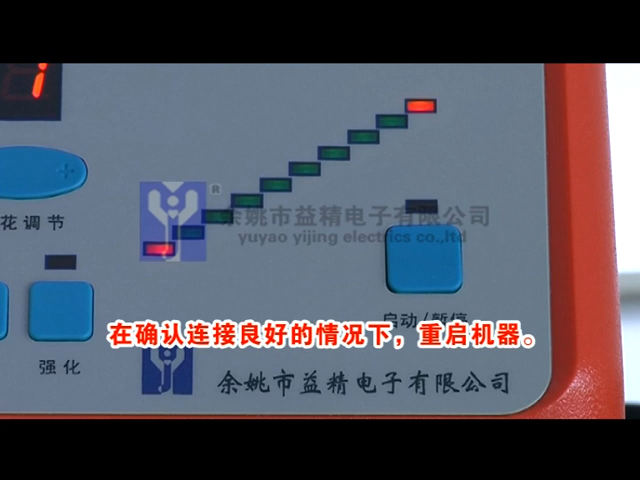 1
花调节
®
余姚市益精电子有限公司
yuyao yijing electrics co.,ltd
启动/暂停
在确认连接良好的情况下，重启机器。
强化
余姚市益精电子有限公司